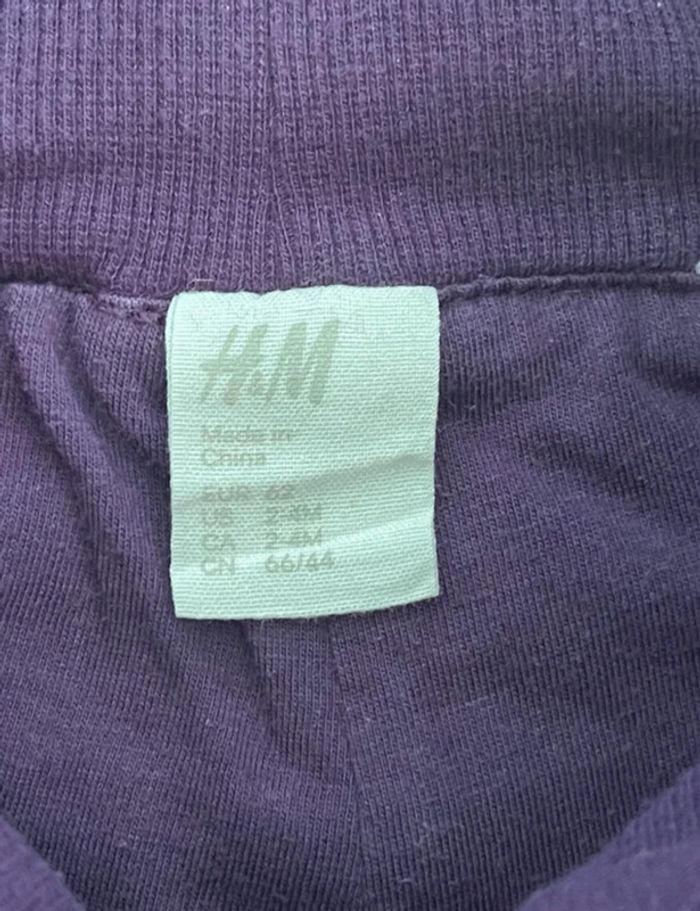 H&M
Made in
China
EUR 62
US 2-4M
CA 2-4M
CN 66/44